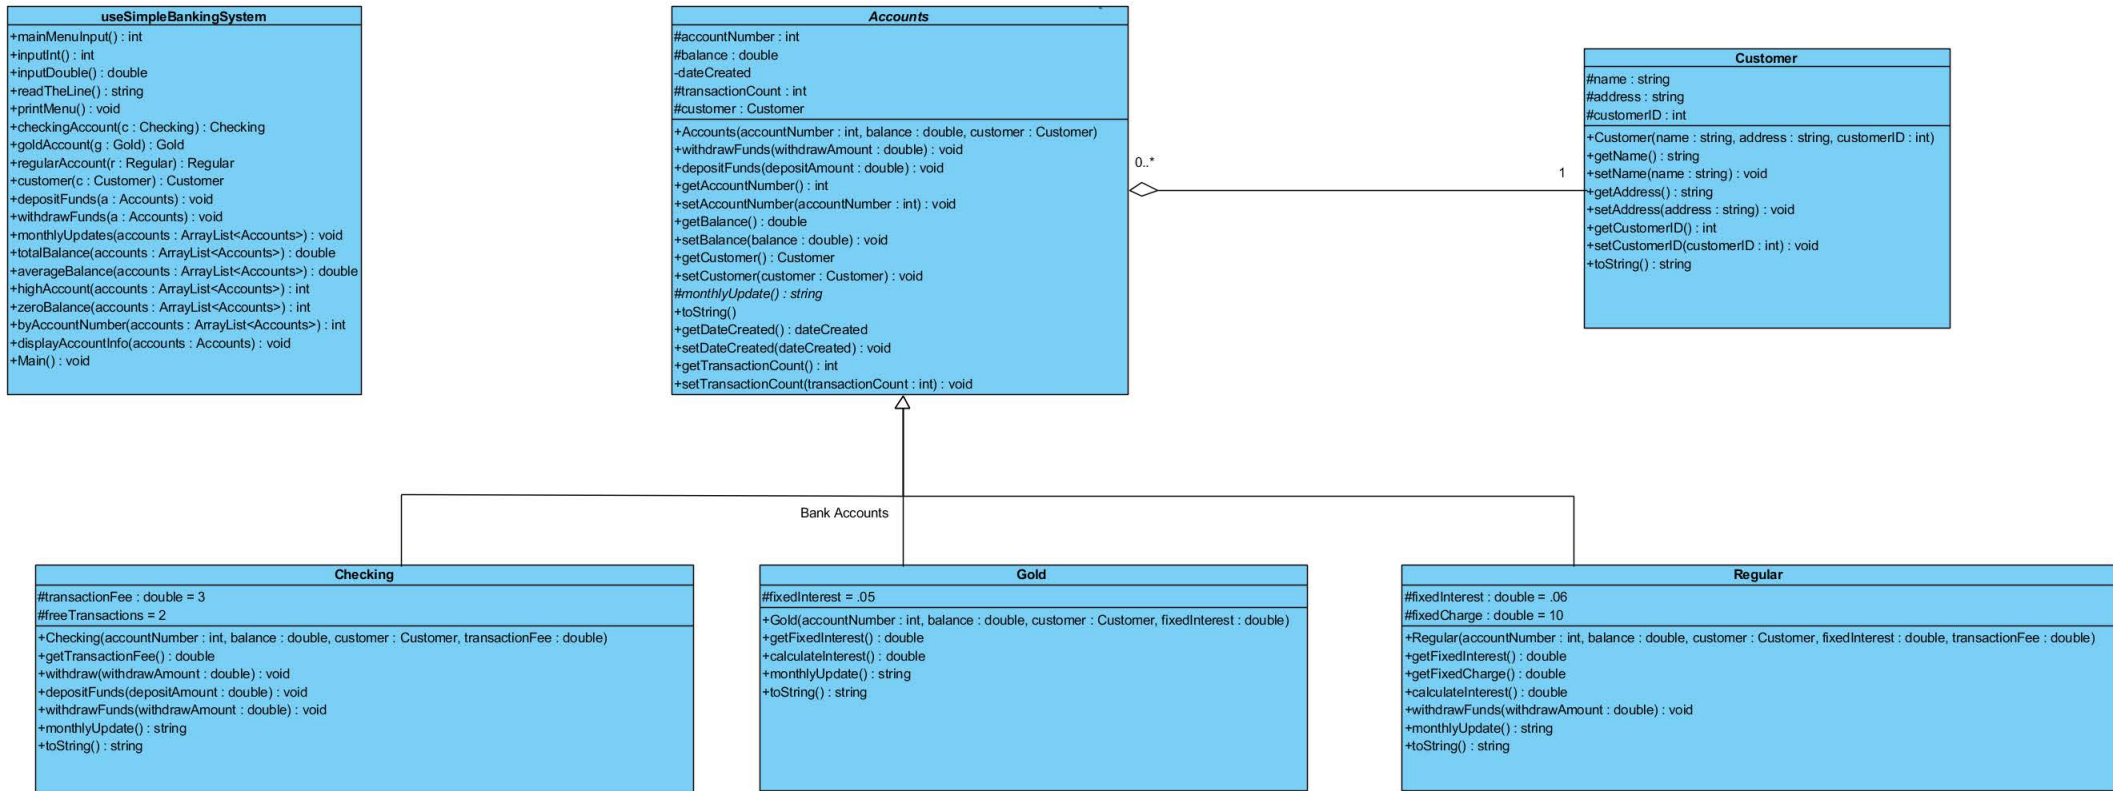 useSimpleBankingSystem
+mainMenuInput() : int
+inputInt() : int
+inputDouble() : double
+readTheLine() : string
+printMenu() : void
+checkingAccount(c : Checking) : Checking
+goldAccount(g : Gold) : Gold
+regularAccount(r : Regular) : Regular
+customer(c : Customer) : Customer
+depositFunds(a : Accounts) : void
+withdrawFunds(a : Accounts) : void
+monthlyUpdates(accounts : ArrayList<Accounts>) : void
+totalBalance(accounts : ArrayList<Accounts>) : double
+averageBalance(accounts : ArrayList<Accounts>) : double
+highAccount(accounts : ArrayList<Accounts>) : int
+zeroBalance(accounts : ArrayList<Accounts>) : int
+byAccountNumber(accounts : ArrayList<Accounts>) : int
+displayAccountInfo(accounts : Accounts) : void
+Main() : void
Accounts
#accountNumber : int
#balance : double
-dateCreated
#transactionCount : int
#customer : Customer
+Accounts(accountNumber : int, balance : double, customer : Customer)
+withdrawFunds(withdrawAmount : double) : void
+depositFunds(depositAmount : double) : void
+getAccountNumber() : int
+setAccountNumber(accountNumber : int) : void
+getBalance() : double
+setBalance(balance : double) : void
+getCustomer() : Customer
+setCustomer(customer : Customer) : void
#monthlyUpdate() : string
+toString()
+getDateCreated() : dateCreated
+setDateCreated(dateCreated) : void
+getTransactionCount() : int
+setTransactionCount(transactionCount : int) : void
0..*
1
Customer
#name : string
#address : string
#customerID : int
+Customer(name : string, address : string, customerID : int)
+getName() : string
+setName(name : string) : void
+getAddress() : string
+setAddress(address : string) : void
+getCustomerID() : int
+setCustomerID(customerID : int) : void
+toString() : string
Bank Accounts
Checking
#transactionFee : double = 3
#freeTransactions = 2
+Checking(accountNumber : int, balance : double, customer : Customer, transactionFee : double)
+getTransactionFee() : double
+withdraw(withdrawAmount : double) : void
+depositFunds(depositAmount : double) : void
+withdrawFunds(withdrawAmount : double) : void
+monthlyUpdate() : string
+toString() : string
Gold
#fixedInterest = .05
+Gold(accountNumber : int, balance : double, customer : Customer, fixedInterest : double)
+getFixedInterest() : double
+calculateInterest() : double
+monthlyUpdate() : string
+toString() : string
Regular
#fixedInterest : double = .06
#fixedCharge : double = 10
+Regular(accountNumber : int, balance : double, customer : Customer, fixedInterest : double, transactionFee : double)
+getFixedInterest() : double
+getFixedCharge() : double
+calculateInterest() : double
+withdrawFunds(withdrawAmount : double) : void
+monthlyUpdate() : string
+toString() : string